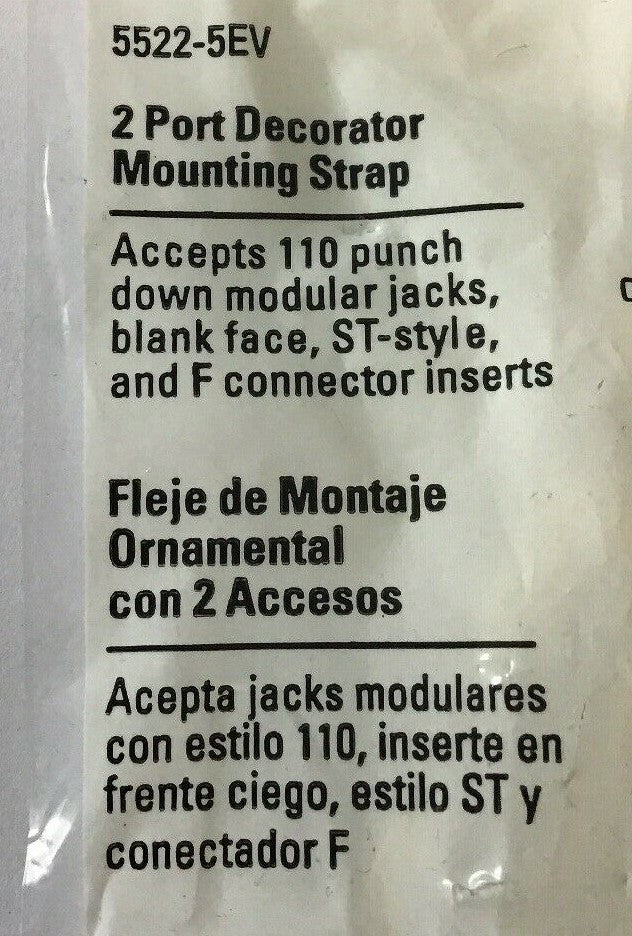 5522-5EV
2 Port Decorator
Mounting Strap
Accepts 110 punch
down modular jacks,
blank face, ST-style,
and F connector inserts
Fleje de Montaje
Ornamental
con 2 Accesos
Acepta jacks modulares
con estilo 110, inserte en
frente ciego, estilo ST y
conectador F